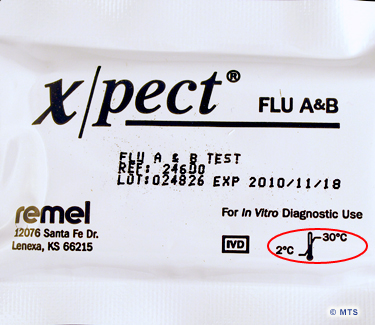 x/pect® FLU A&B
FLU A & B TEST
REF: 24600
LOT:024826 EXP 2010/11/18
remel
12076 Santa Fe Dr.
Lenexa, KS 66215
For In Vitro Diagnostic Use
IVD
2°C
30°C
© MTS